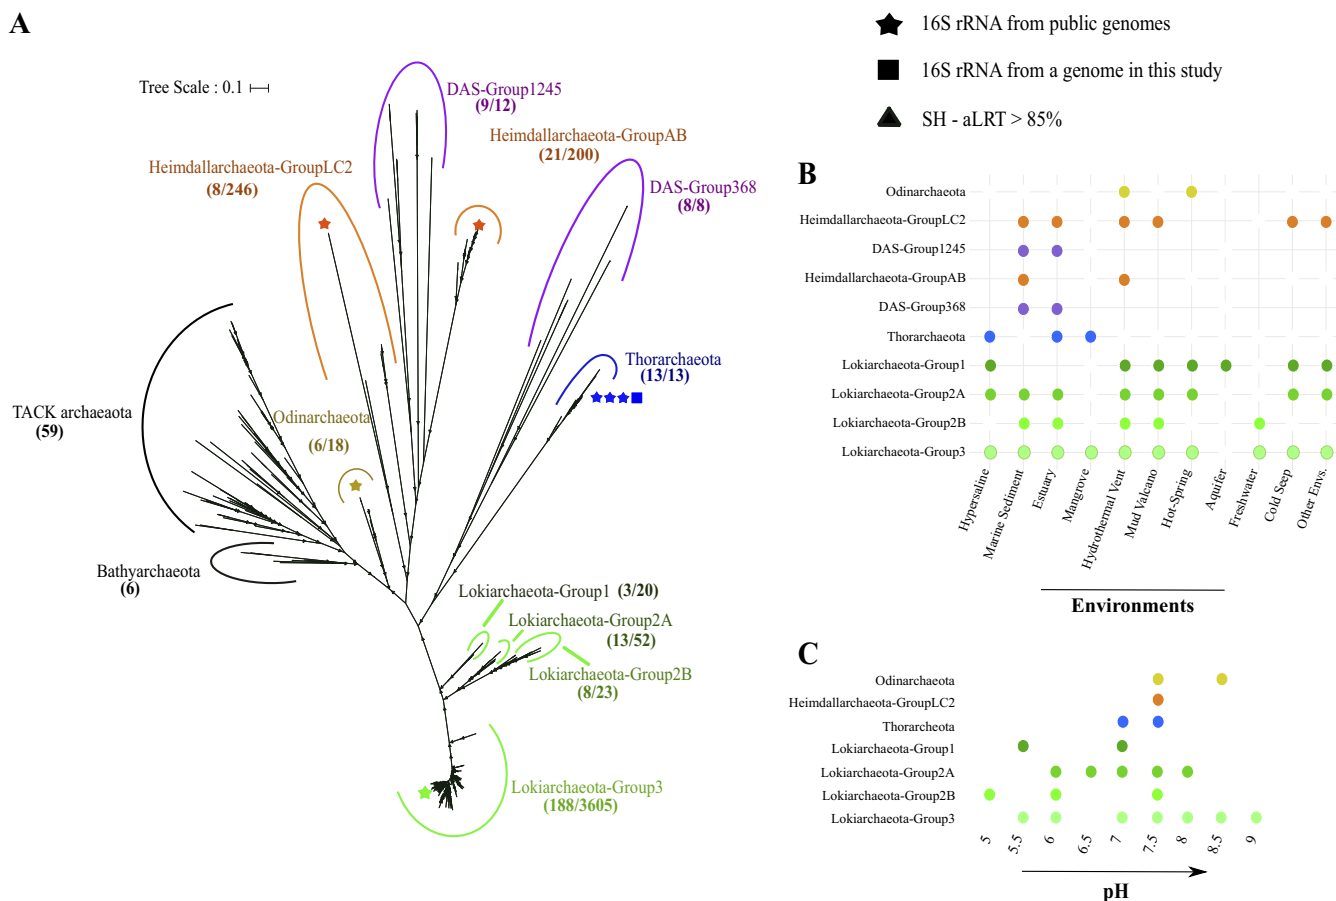 A
Tree Scale : 0.1
DAS-Group1245
(9/12)
Heimdallarchaeota-GroupAB
(21/200)
Heimdallarchaeota-GroupLC2
(8/246)
DAS-Group368
(8/8)
Thorarchaeota
(13/13)
TACK archaeaota
(59)
Odinarchaeota
(6/18)
Bathyarchaeota
(6)
Lokiarchaeota-Group1 (3/20)
Lokiarchaeota-Group2A
(13/52)
Lokiarchaeota-Group2B
(8/23)
Lokiarchaeota-Group3
(188/3605)
16S rRNA from public genomes
16S rRNA from a genome in this study
SH - aLRT > 85%
B
Odinarchaeota
Heimdallarchaeota-GroupLC2
DAS-Group1245
Heimdallarchaeota-GroupAB
DAS-Group368
Thorarchaeota
Lokiarchaeota-Group1
Lokiarchaeota-Group2A
Lokiarchaeota-Group2B
Lokiarchaeota-Group3
Hypersaline
Marine Sediment
Estuary
Mangrove
Hydrothermal Vent
Mud Valcano
Hot-Spring
Aquifer
Freshwater
Cold Seep
Other Envs.
Environments
C
Odinarchaeota
Heimdallarchaeota-GroupLC2
Thorarcheota
Lokiarchaeota-Group1
Lokiarchaeota-Group2A
Lokiarchaeota-Group2B
Lokiarchaeota-Group3
5
5.5
6
6.5
7
7.5
8
8.5
9
pH